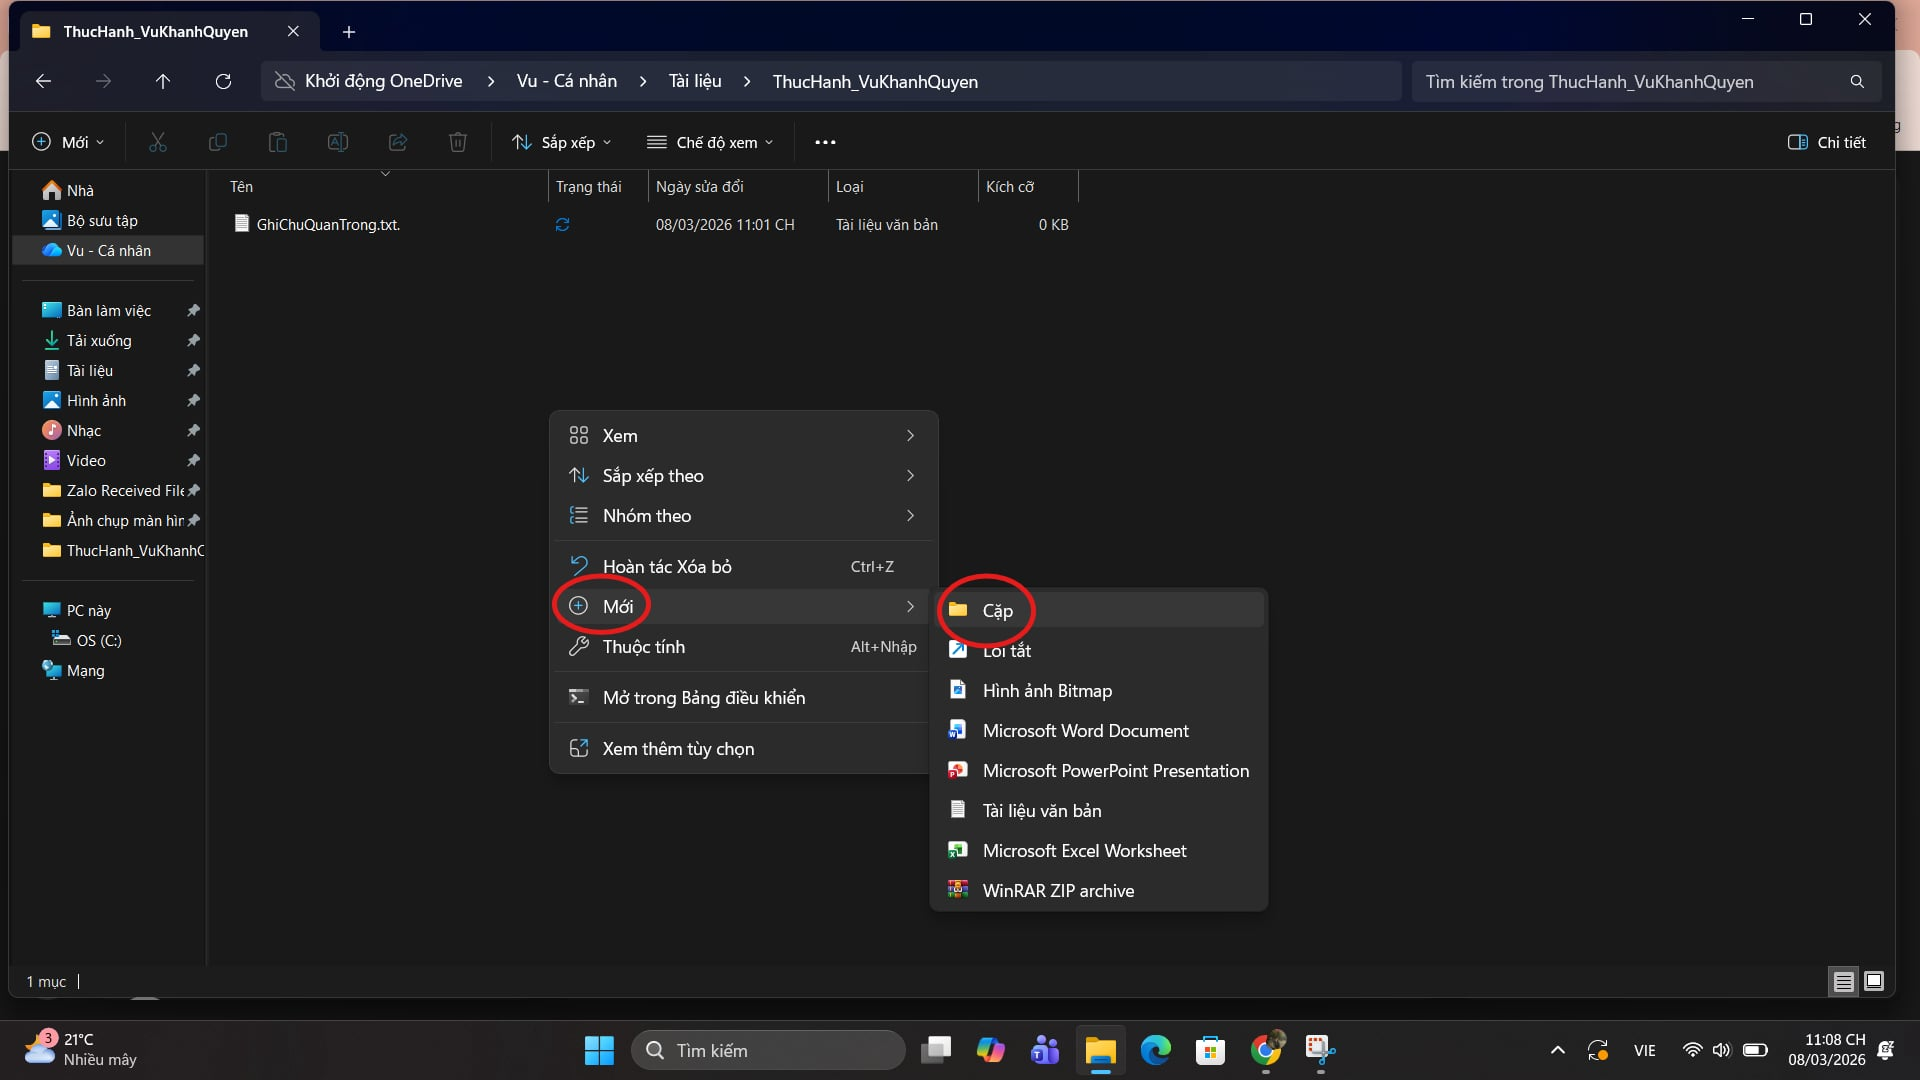 ThucHanh_VuKhanhQuyen
Khởi động OneDrive > Vu - Cá nhân > Tài liệu > ThucHanh_VuKhanhQuyen
Tìm kiếm trong ThucHanh_VuKhanhQuyen
Mới
Sắp xếp
Chế độ xem
Chi tiết
Nhà
Bộ sưu tập
Vu - Cá nhân
Bàn làm việc
Tải xuống
Tài liệu
Hình ảnh
Nhạc
Video
Zalo Received File
Ảnh chụp màn hìn
ThucHanh_VuKhanhQ
PC này
OS (C:)
Mạng
Tên
Trạng thái
Ngày sửa đổi
Loại
Kích cỡ
GhiChuQuanTrong.txt.
08/03/2026 11:01 CH
Tài liệu văn bản
0 KB
Xem
Sắp xếp theo
Nhóm theo
Hoàn tác Xóa bỏ Ctrl+Z
Mới
Thuộc tính Alt+Nhập
Mở trong Bảng điều khiển
Xem thêm tùy chọn
Cặp
Lối tắt
Hình ảnh Bitmap
Microsoft Word Document
Microsoft PowerPoint Presentation
Tài liệu văn bản
Microsoft Excel Worksheet
WinRAR ZIP archive
1 mục
3
21°C
Nhiều mây
Tìm kiếm
VIE
11:08 CH
08/03/2026